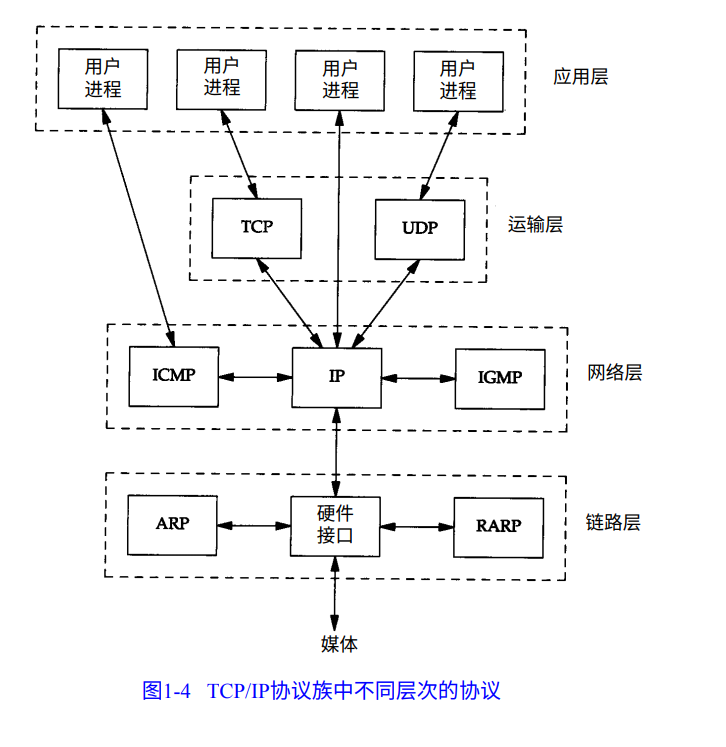 用户
进程
用户
进程
用户
进程
用户
进程
应用层
TCP
UDP
运输层
ICMP
IP
IGMP
网络层
ARP
硬件
接口
RARP
链路层
媒体
图1-4 TCP/IP协议族中不同层次的协议